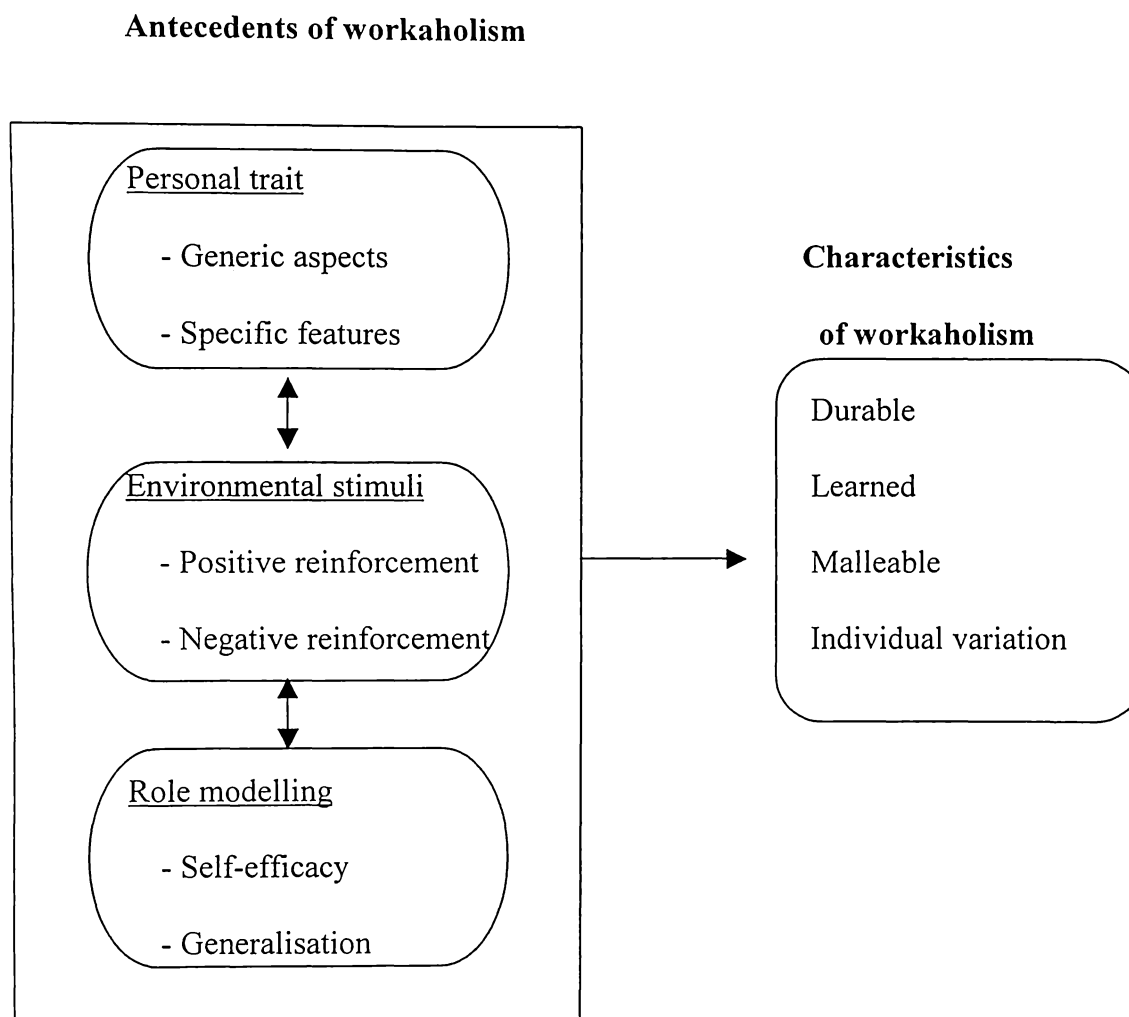 Antecedents of workaholism
Personal trait
- Generic aspects
- Specific features
Environmental stimuli
- Positive reinforcement
- Negative reinforcement
Role modelling
- Self-efficacy
- Generalisation
Characteristics
of workaholism
Durable
Learned
Malleable
Individual variation